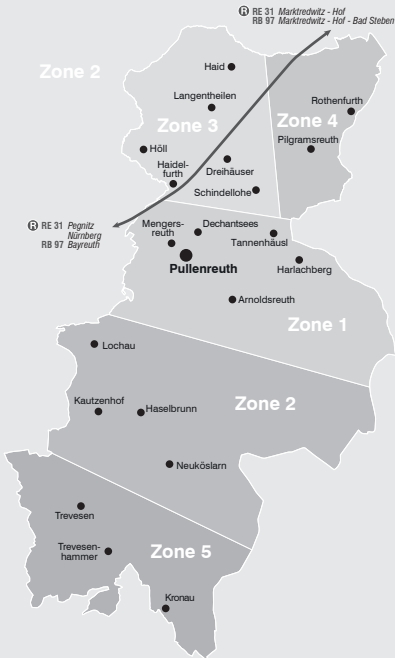 R RE 31 Marktredwitz - Hof
RB 97 Marktredwitz - Hof - Bad Steben
Zone 2
Haid
Langentheilen
Rothenfurth
Zone 3
Zone 4
Pilgramsreuth
Höll
Haidel-
furth
Dreihäuser
Schindellohe
R RE 31 Pegnitz
Nürnberg
RB 97 Bayreuth
Mengers-
reuth
Dechantsees
Tannenhäusl
Pullenreuth
Harlachberg
Arnoldsreuth
Zone 1
Lochau
Kautzenhof
Haselbrunn
Zone 2
Neuköslarn
Trevesen
Trevesen-
hammer
Zone 5
Kronau